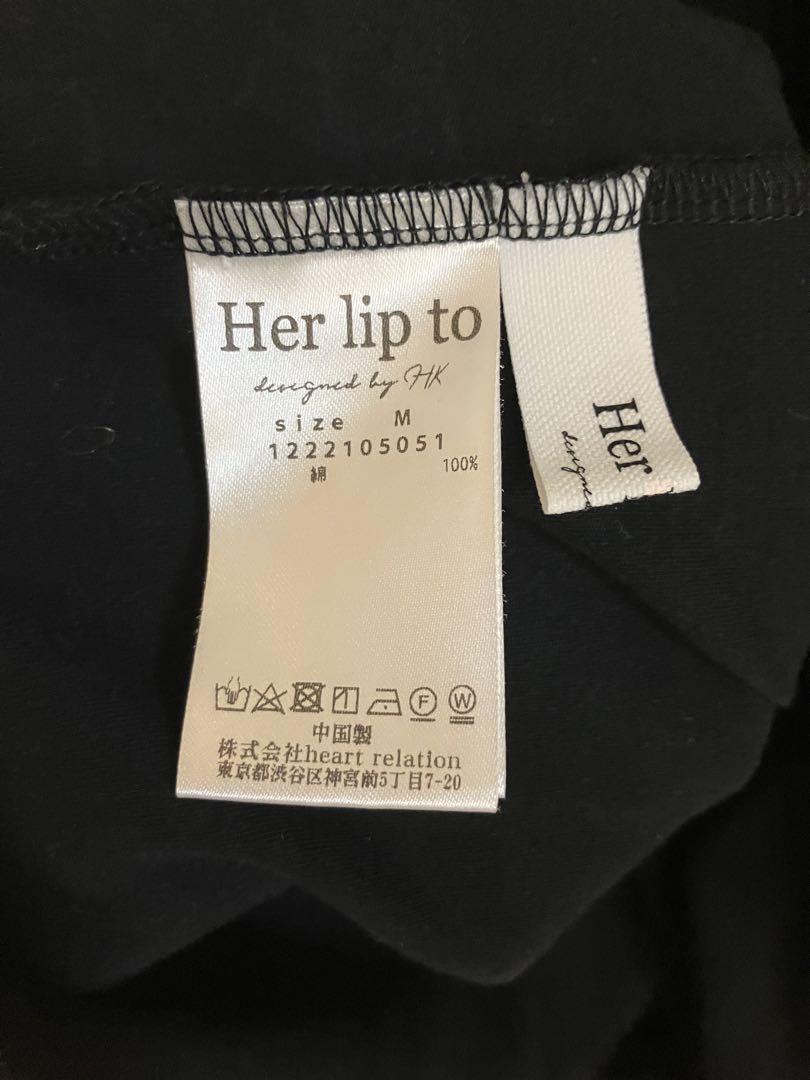 Her lip to
designed by HK
size M
1222105051
綿 100%
F W
中国製
株式会社heart relation
東京都渋谷区神宮前5丁目7-20
Her
designe